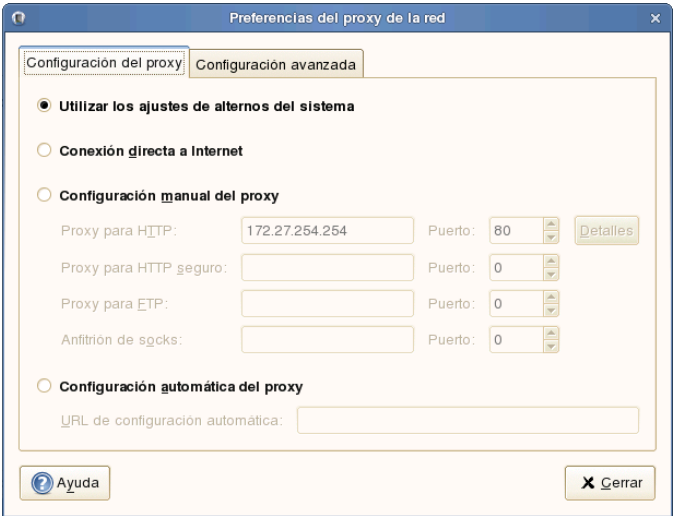 Preferencias del proxy de la red
Configuración del proxy Configuración avanzada
Utilizar los ajustes de alternos del sistema
Conexión directa a Internet
Configuración manual del proxy
Proxy para HTTP: 172.27.254.254 Puerto: 80 Detalles
Proxy para HTTP seguro: Puerto: 0
Proxy para FTP: Puerto: 0
Anfitrión de socks: Puerto: 0
Configuración automática del proxy
URL de configuración automática:
Ayuda Cerrar